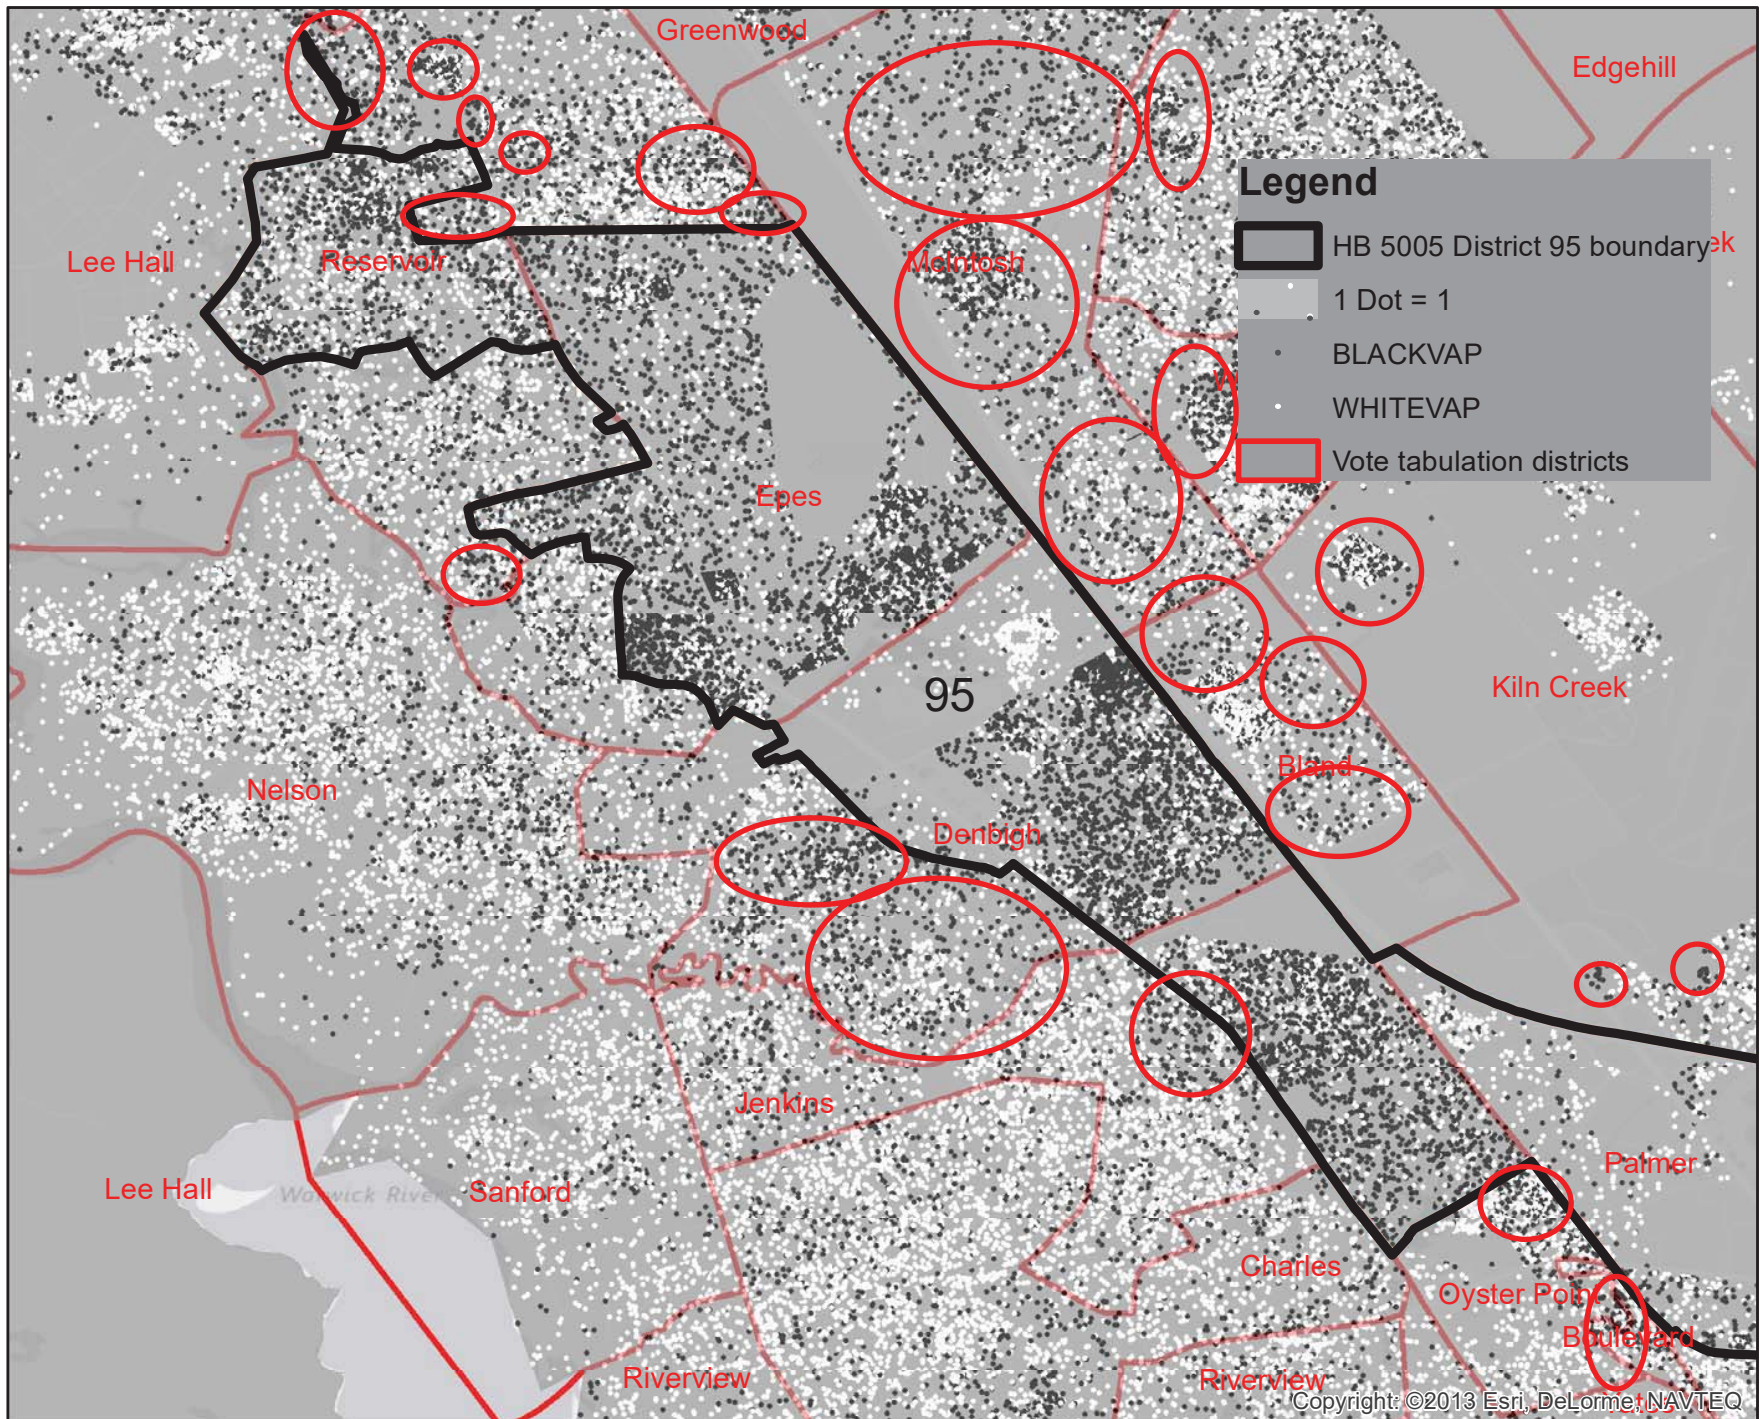 Greenwood
Edgehill
Legend
HB 5005 District 95 boundary
ek
Lee Hall
Reservoir
McIntosh
1 Dot = 1
BLACKVAP
W
WHITEVAP
Vote tabulation districts
Epes
95
Kiln Creek
Nelson
Bland
Denbigh
Jenkins
Palmer
Lee Hall
Warwick River
Sanford
Charles
Oyster Point
Boulevard
Riverview
Riverview
Copyright: ©2013 Esri, DeLorme, NAVTEQ